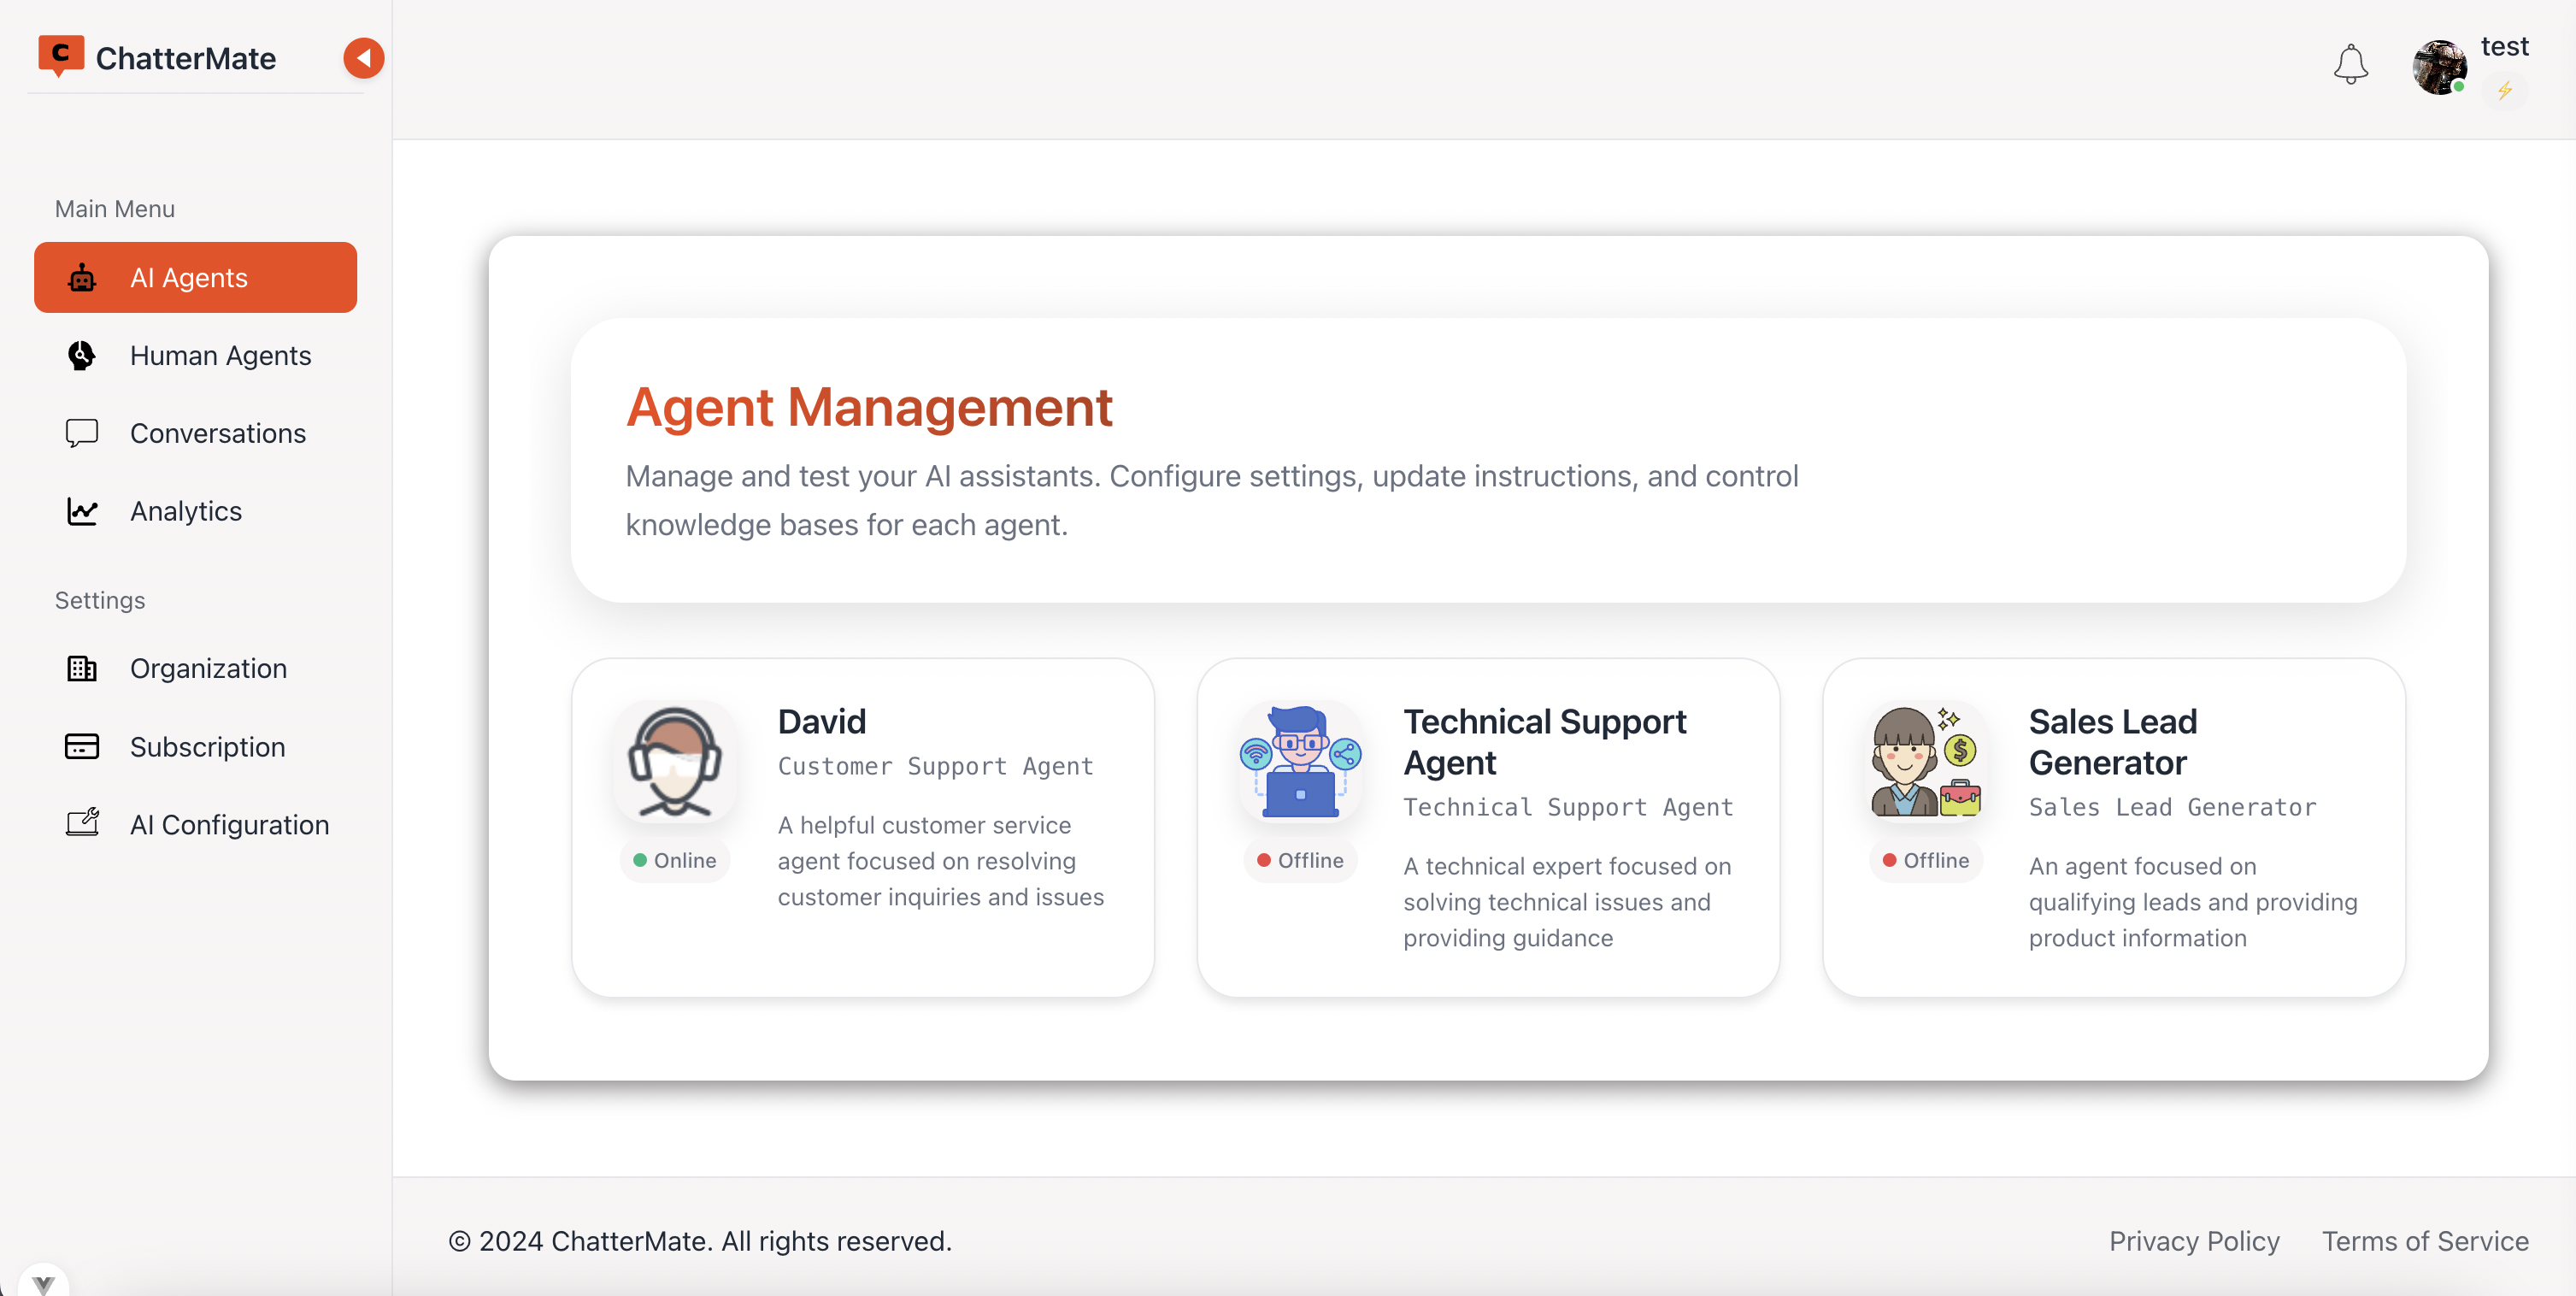 C ChatterMate
test
Main Menu
AI Agents
Human Agents
Conversations
Analytics
Settings
Organization
Subscription
AI Configuration
Agent Management
Manage and test your AI assistants. Configure settings, update instructions, and control
knowledge bases for each agent.
David
Customer Support Agent
A helpful customer service
agent focused on resolving
customer inquiries and issues
Online
Technical Support
Agent
Technical Support Agent
A technical expert focused on
solving technical issues and
providing guidance
Offline
Sales Lead
Generator
Sales Lead Generator
An agent focused on
qualifying leads and providing
product information
Offline
$
© 2024 ChatterMate. All rights reserved.
Privacy Policy
Terms of Service